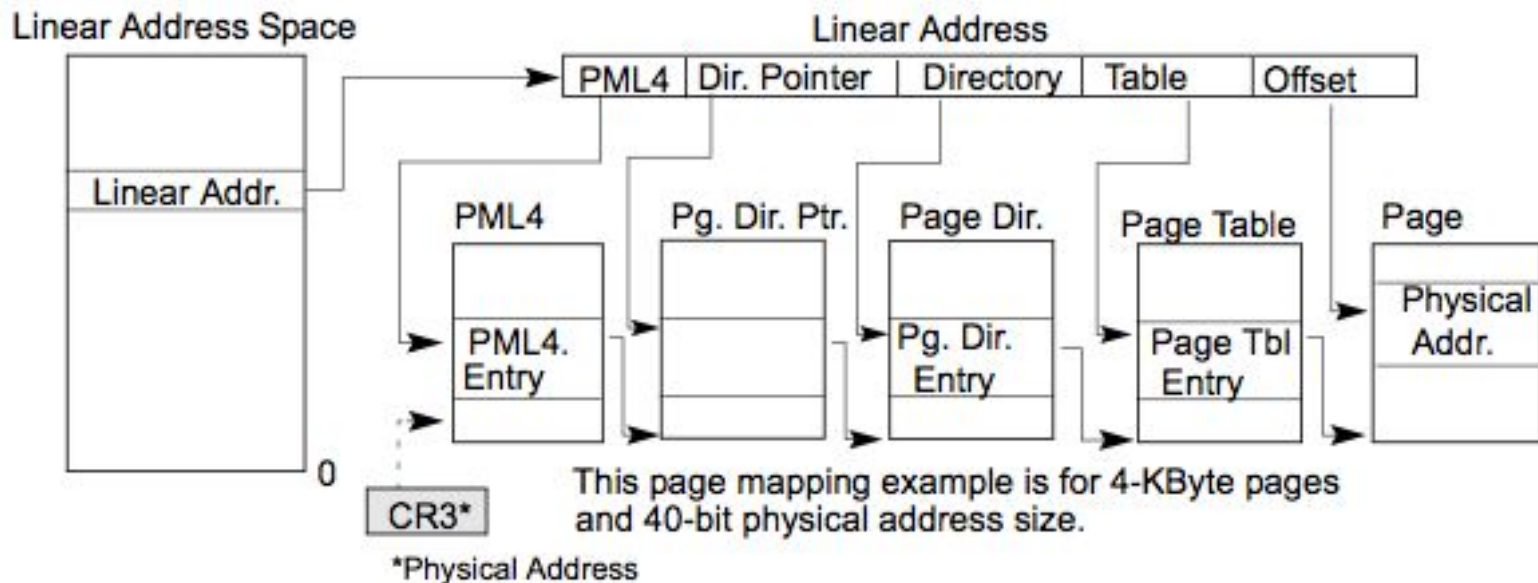 Linear Address Space
Linear Address
PML4 Dir. Pointer Directory Table Offset
Linear Addr.
PML4
Pg. Dir. Ptr.
Page Dir.
Page Table
Page
PML4.
Entry
Pg. Dir.
Entry
Page Tbl
Entry
Physical
Addr.
0
CR3*
This page mapping example is for 4-KByte pages
and 40-bit physical address size.
*Physical Address